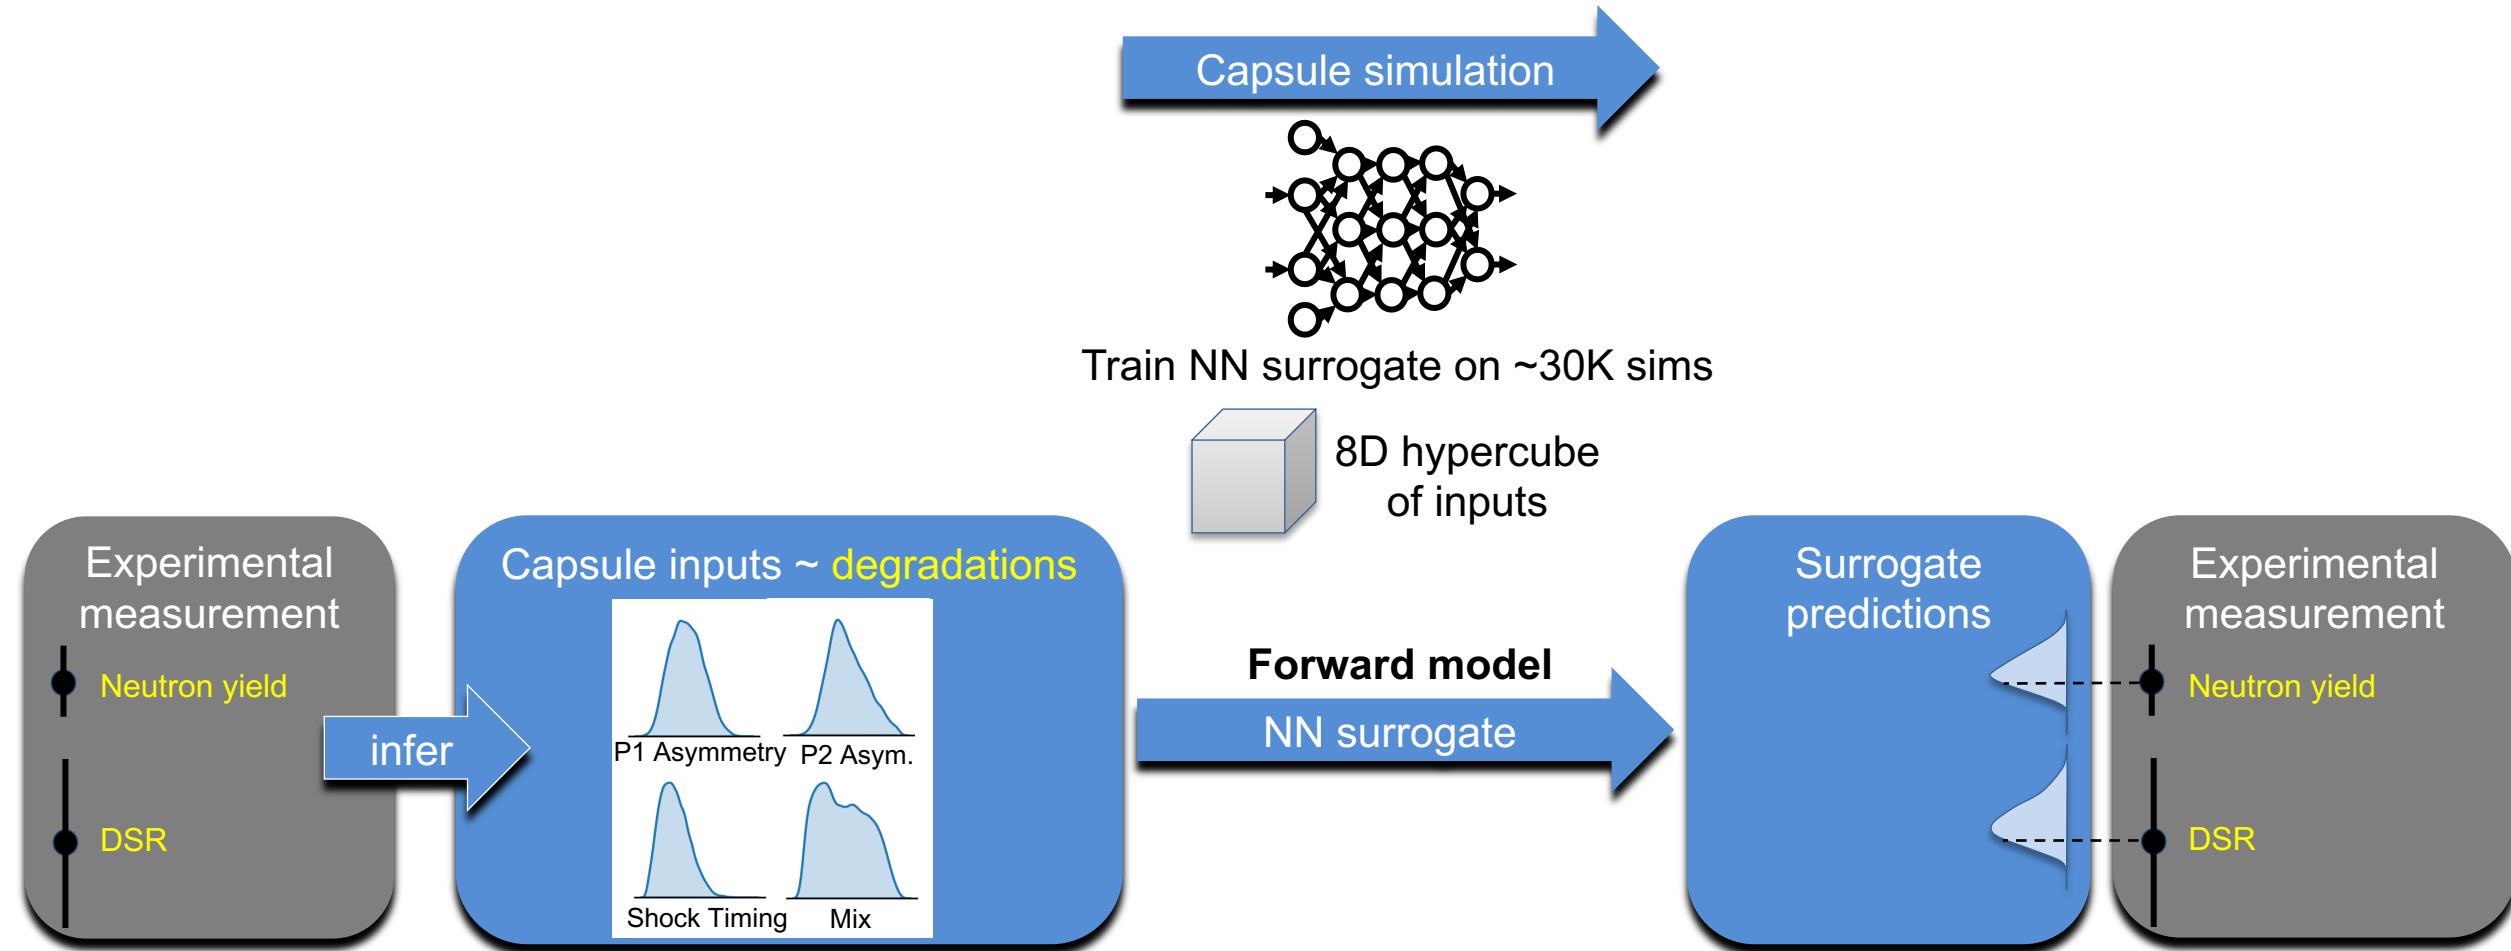 Capsule simulation
Train NN surrogate on ~30K sims
8D hypercube
of inputs
Experimental
measurement
Neutron yield
DSR
infer
Capsule inputs ~ degradations
P1 Asymmetry
P2 Asym.
Shock Timing
Mix
Forward model
NN surrogate
Surrogate
predictions
Experimental
measurement
Neutron yield
DSR